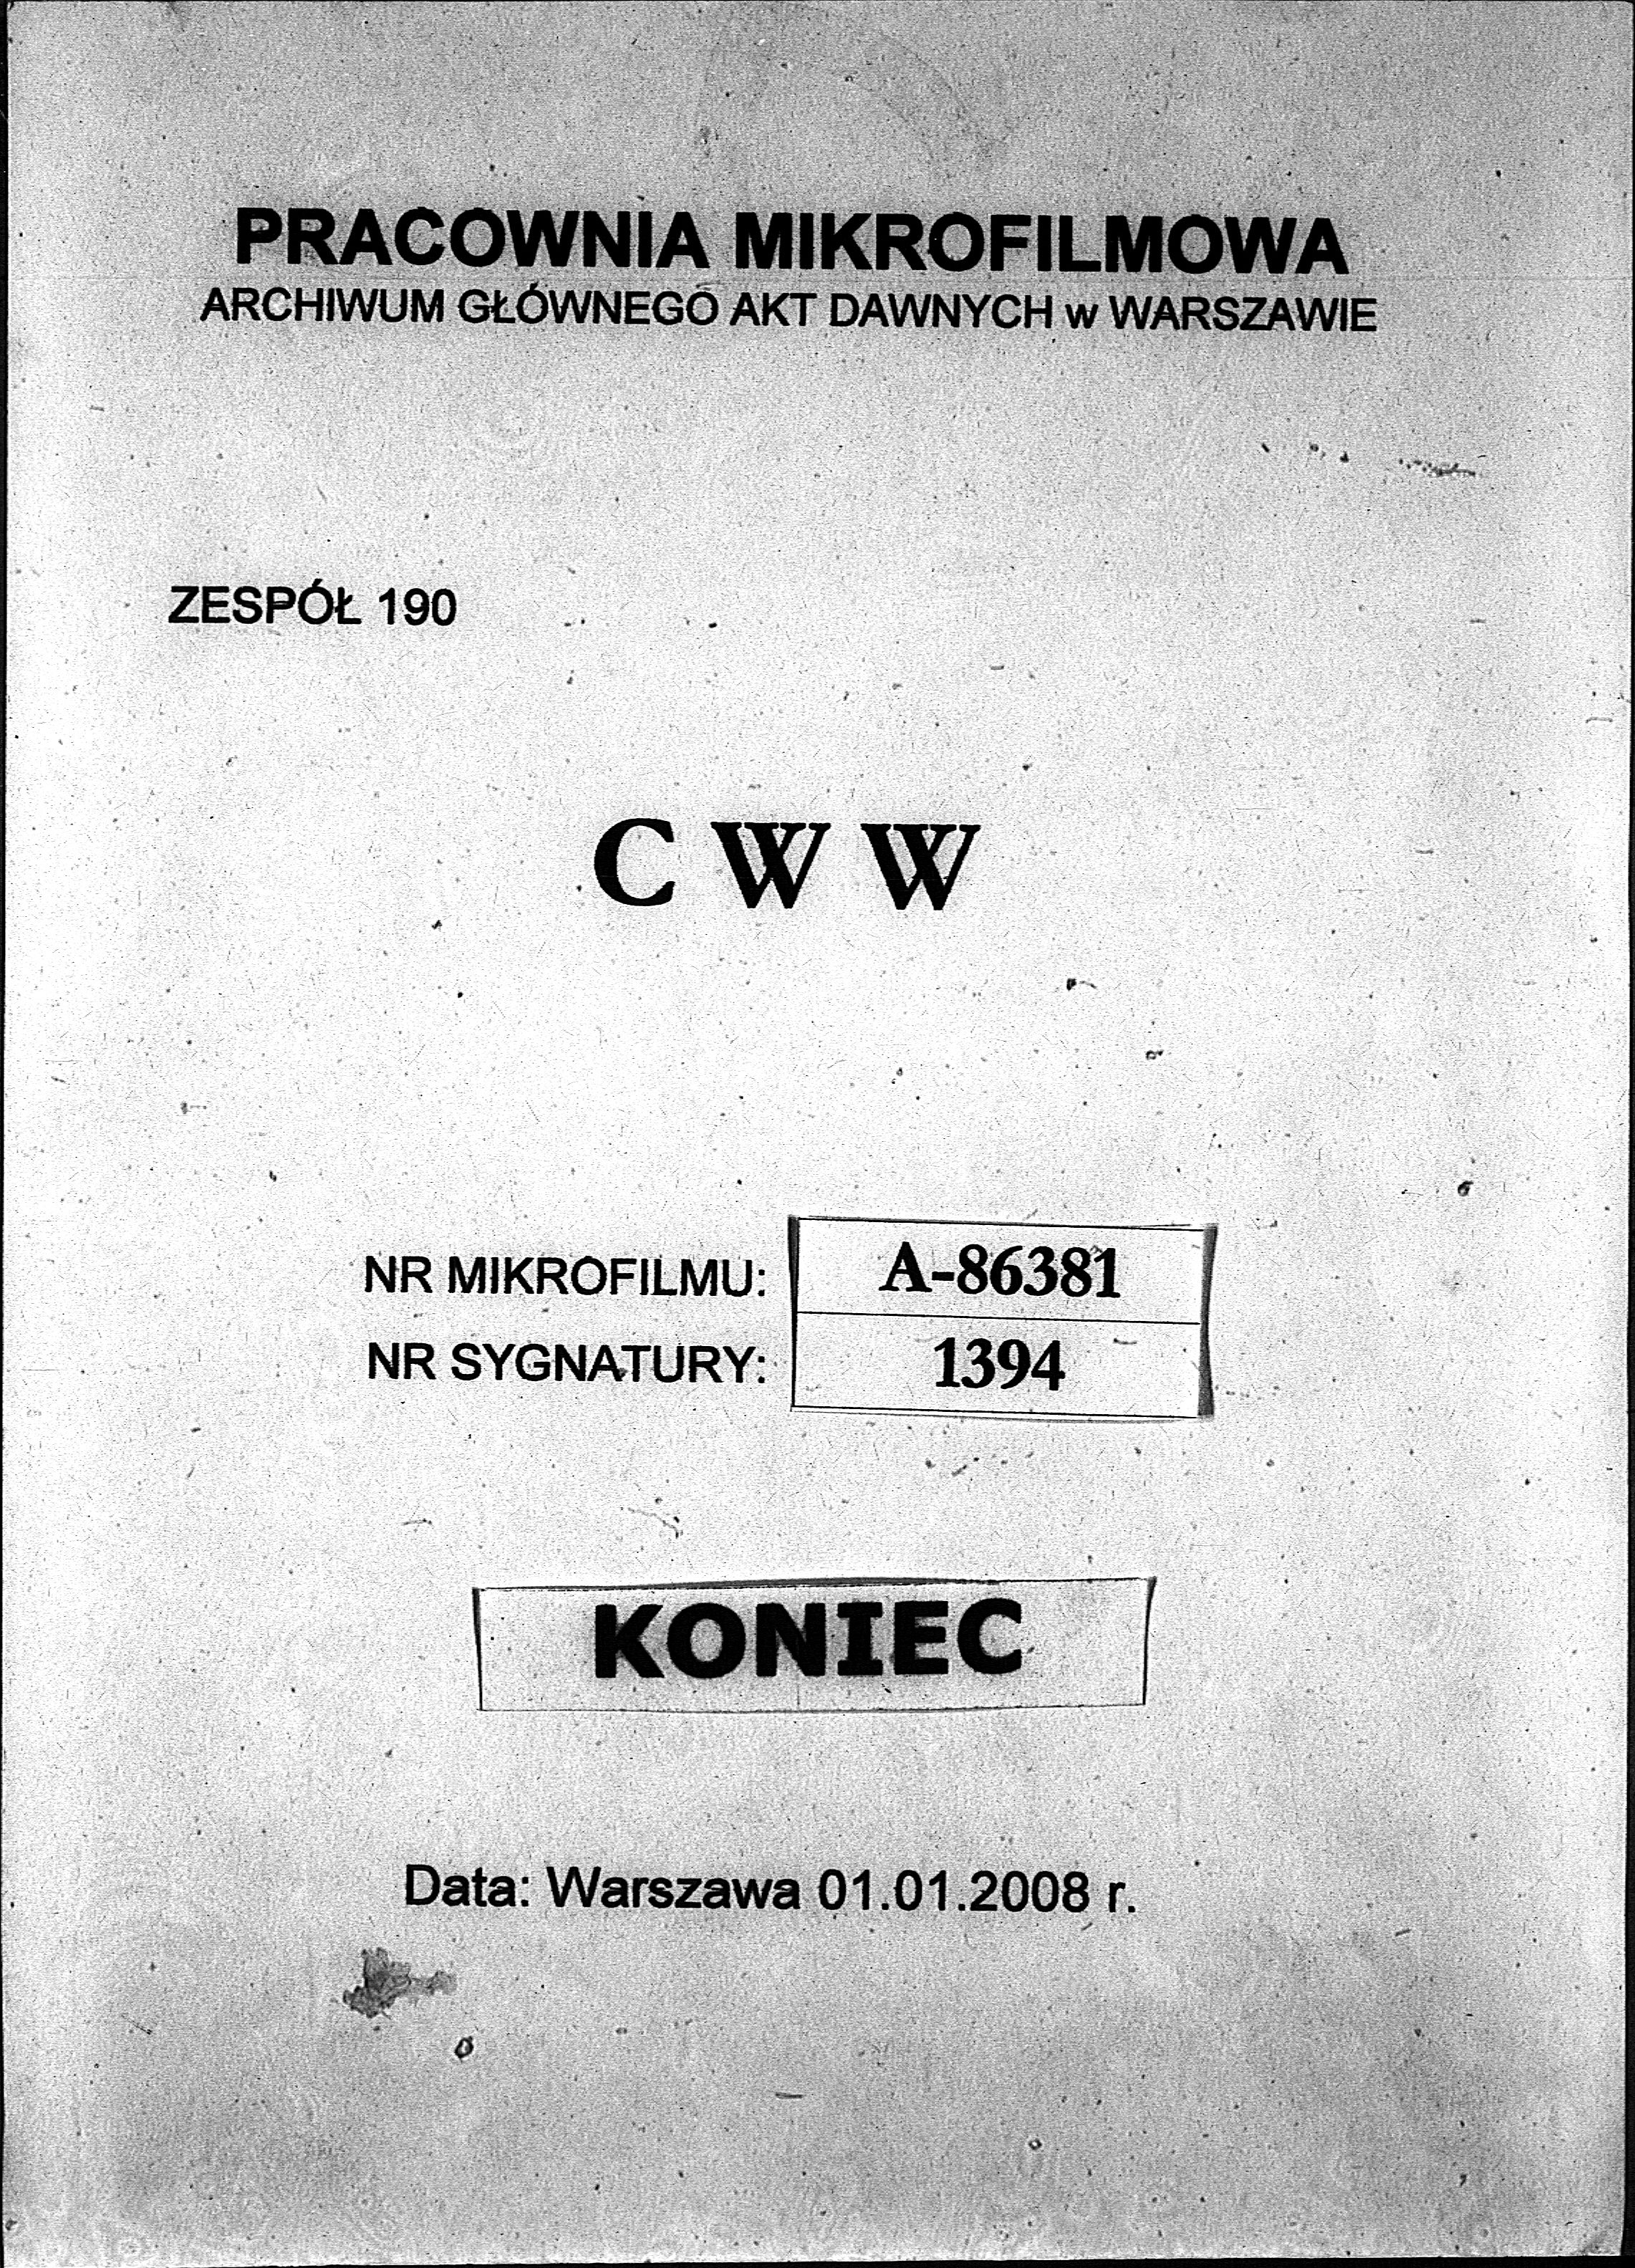 PRACOWNIA MIKROFILMOWA
ARCHIWUM GŁÓWNEGO AKT DAWNYCH w WARSZAWIE
ZESPÓŁ 190
C W W
NR MIKROFILMU: A-86381
NR SYGNATURY: 1394
KONIEC
Data: Warszawa 01.01.2008 r.